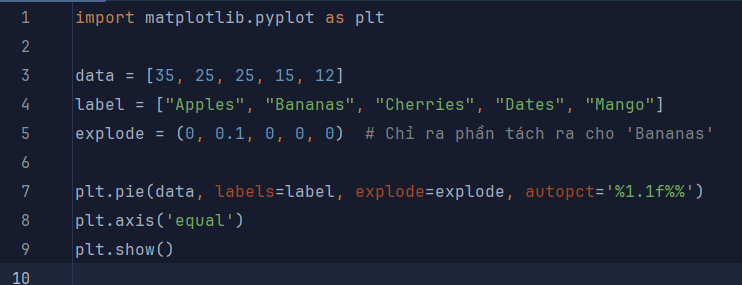 1 import matplotlib.pyplot as plt
2
3 data = [35, 25, 25, 15, 12]
4 label = ["Apples", "Bananas", "Cherries", "Dates", "Mango"]
5 explode = (0, 0.1, 0, 0, 0)  # Chỉ ra phần tách ra cho 'Bananas'
6
7 plt.pie(data, labels=label, explode=explode, autopct='%1.1f%%')
8 plt.axis('equal')
9 plt.show()
10